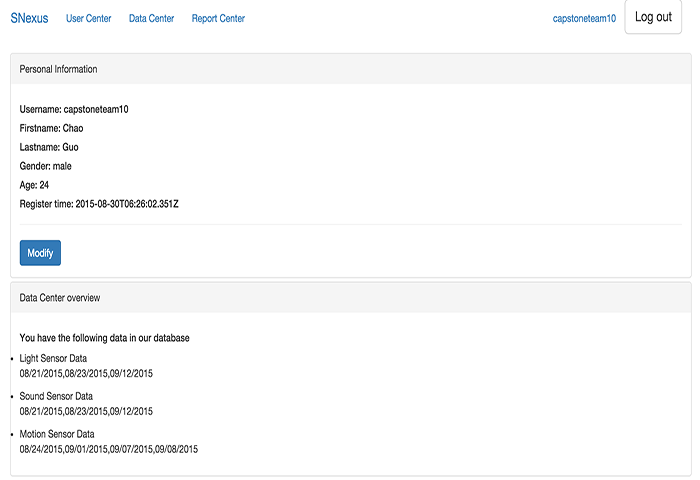 SNexus User Center Data Center Report Center capstoneteam10 Log out
Personal Information
Username: capstoneteam10
Firstname: Chao
Lastname: Guo
Gender: male
Age: 24
Register time: 2015-08-30T06:26:02.351Z
Modify
Data Center overview
You have the following data in our database
Light Sensor Data
08/21/2015,08/23/2015,09/12/2015
Sound Sensor Data
08/21/2015,08/23/2015,09/12/2015
Motion Sensor Data
08/24/2015,09/01/2015,09/07/2015,09/08/2015